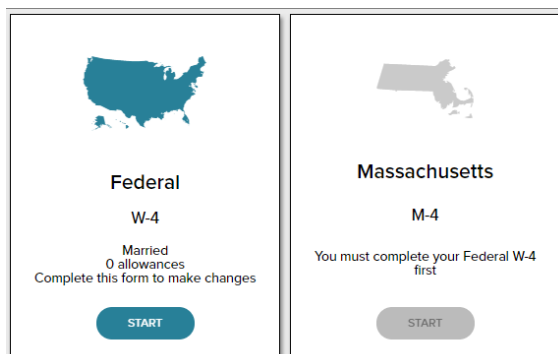 Federal
W-4
Married
0 allowances
Complete this form to make changes
START
Massachusetts
M-4
You must complete your Federal W-4
first
START